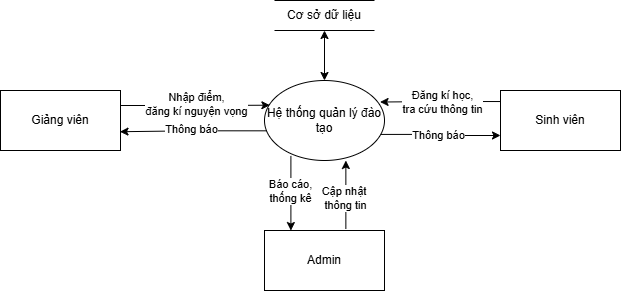 Cơ sở dữ liệu
Nhập điểm,
đăng kí nguyện vọng
Đăng kí học,
tra cứu thông tin
Giảng viên
Hệ thống quản lý đào
tạo
Sinh viên
Thông báo
Thông báo
Báo cáo,
thống kê
Cập nhật
thông tin
Admin